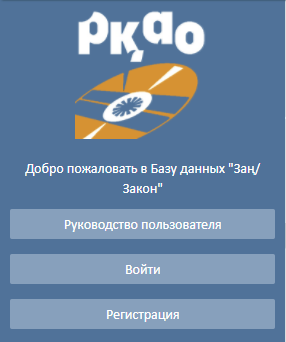 рқао
Добро пожаловать в Базу данных "Заң/
Закон"
Руководство пользователя
Войти
Регистрация